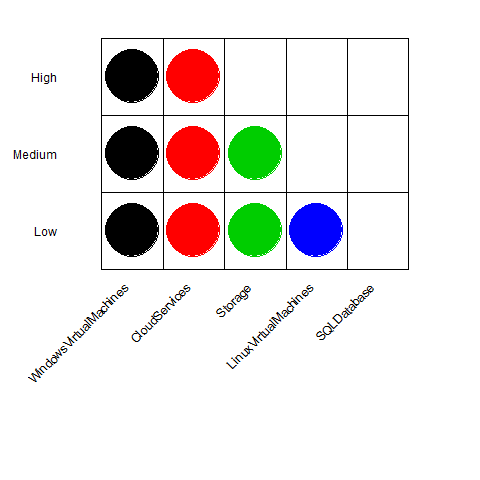 High
Medium
Low
WindowsVirtualMachines
CloudServices
Storage
LinuxVirtualMachines
SQLDatabase